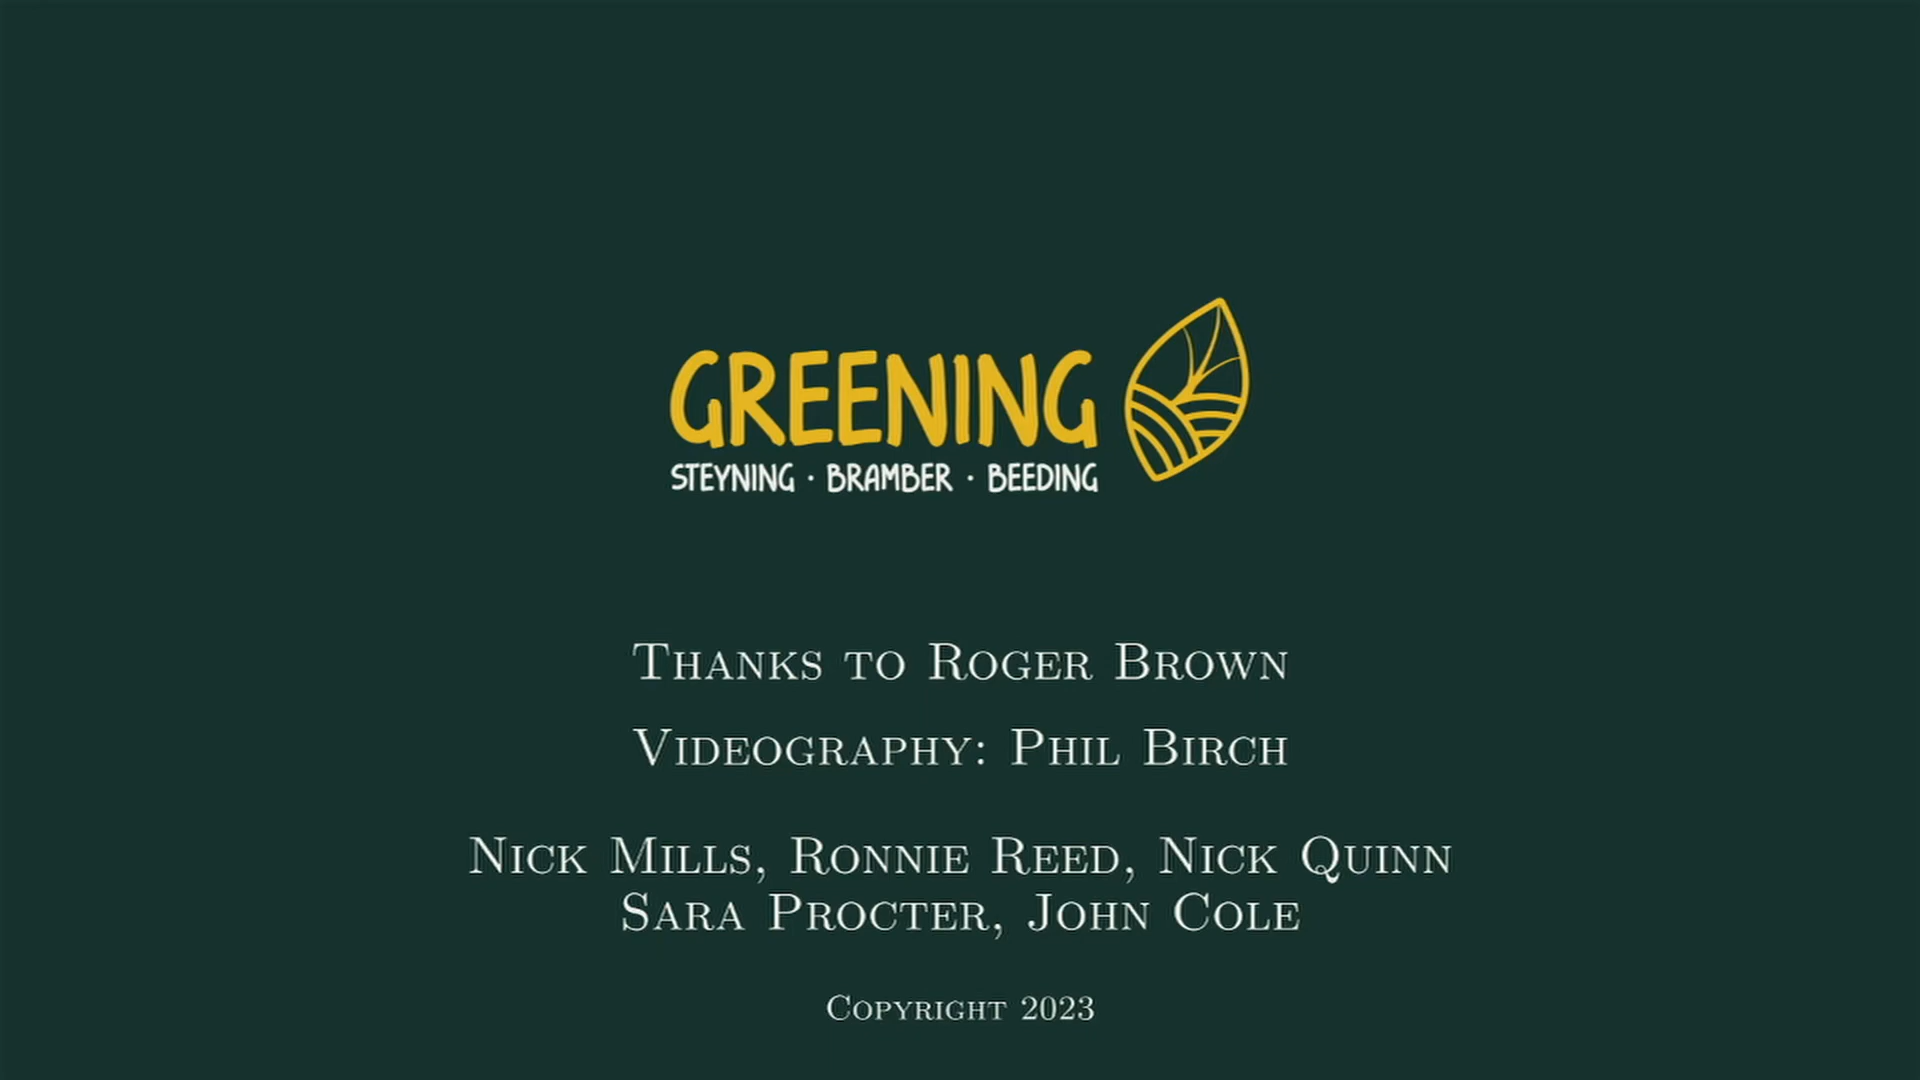 GREENING
STEYNING · BRAMBER · BEEDING
Thanks to Roger Brown
Videography: Phil Birch
Nick Mills, Ronnie Reed, Nick Quinn
Sara Procter, John Cole
Copyright 2023